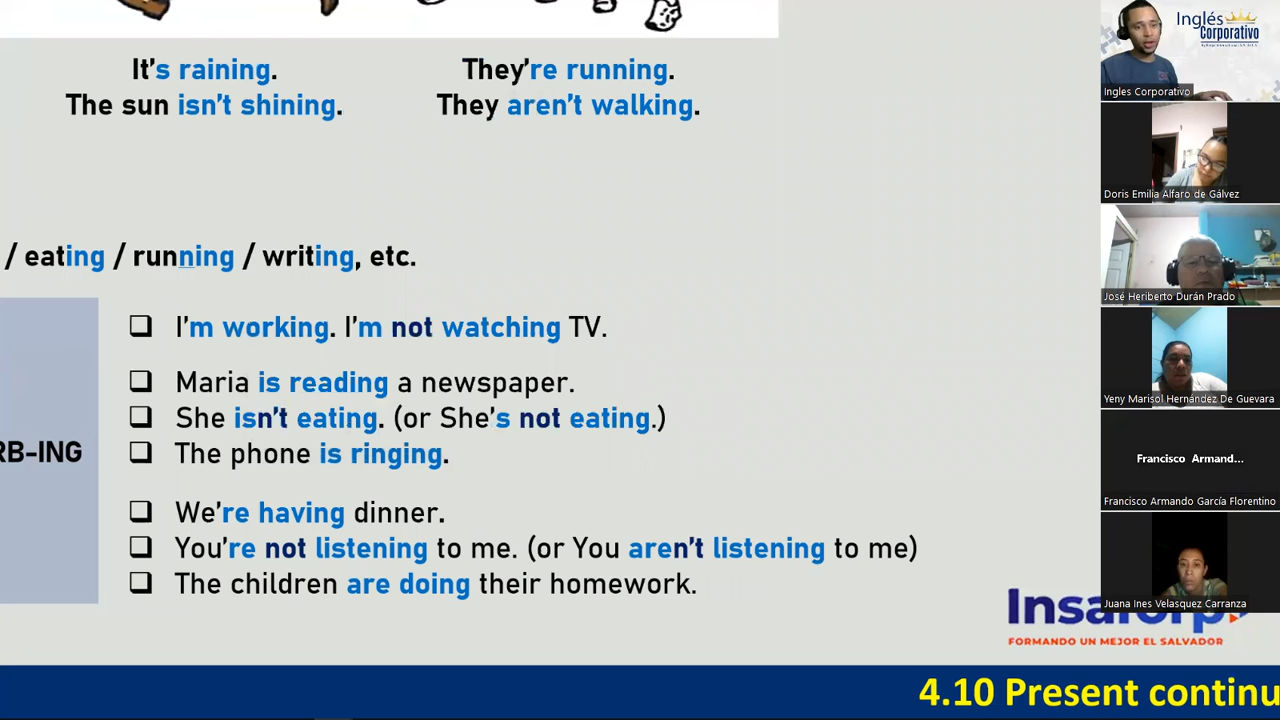 It's raining.
The sun isn't shining.
They're running.
They aren't walking.
/ eating / running / writing, etc.
RB-ING
❑ I'm working. I'm not watching TV.
❑ Maria is reading a newspaper.
❑ She isn't eating. (or She's not eating.)
❑ The phone is ringing.
❑ We're having dinner.
❑ You're not listening to me. (or You aren't listening to me)
❑ The children are doing their homework.
Insaforp
FORMANDO UN MEJOR EL SALVADOR
4.10 Present continu
Inglés
Corporativo
Ingles Corporativo
Doris Emilia Alfaro de Gálvez
José Heriberto Durán Prado
Yeny Marisol Hernández De Guevara
Francisco Armand...
Francisco Armando García Florentino
Juana Ines Velasquez Carranza